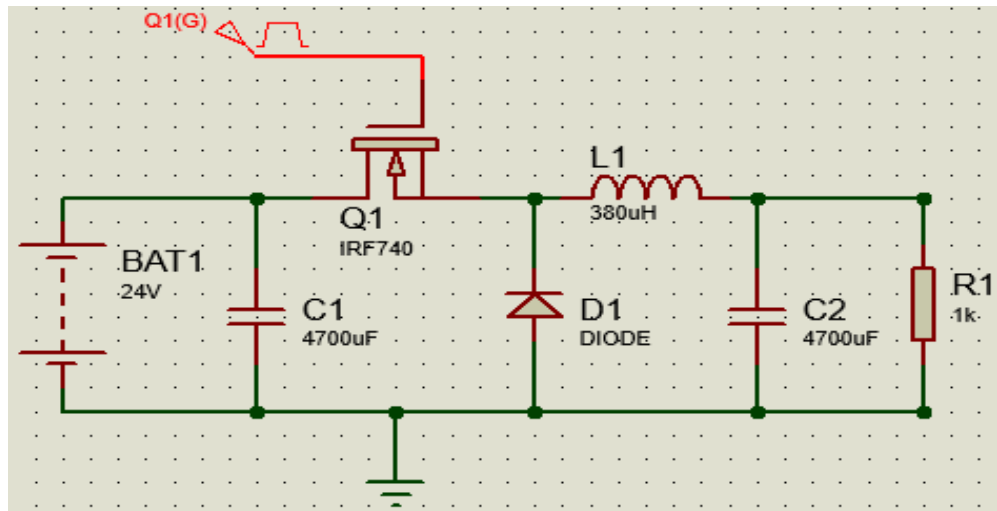 Q1(G)
L1
380uH
Q1
IRF740
BAT1
24V
C1
4700uF
D1
DIODE
C2
4700uF
R1
1k